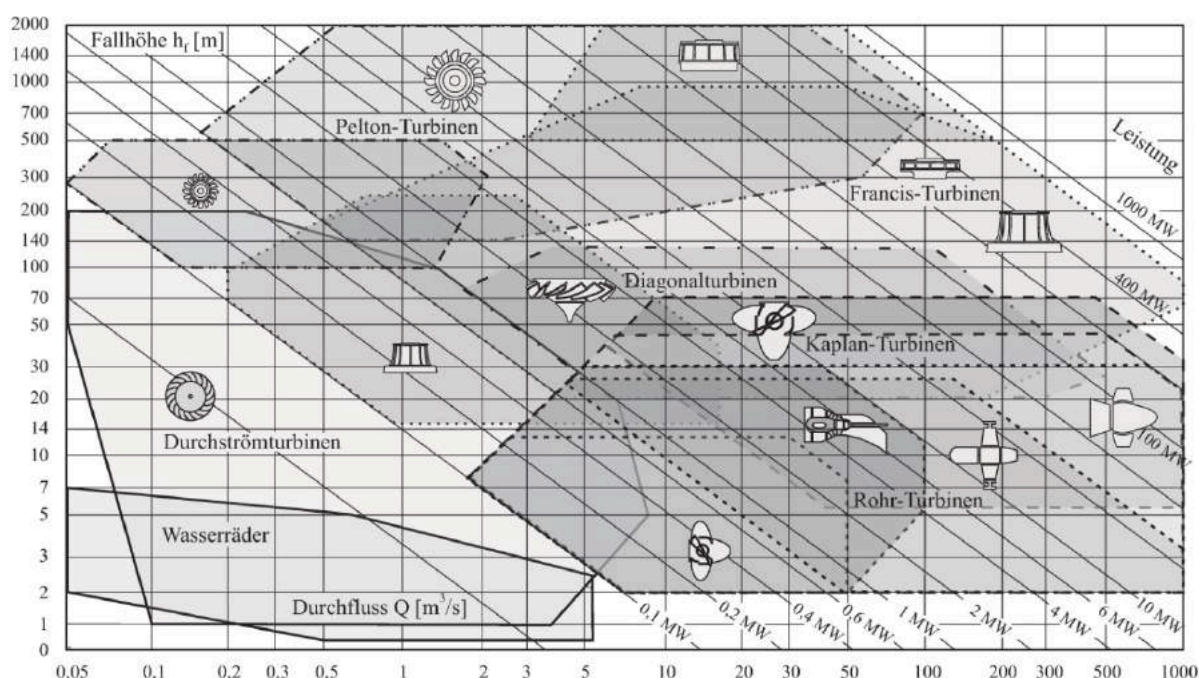 2000
Fallhöhe h_f [m]
1400
1000
700
Pelton-Turbinen
500
Leistung
300
Francis-Turbinen
200
1000 MW
140
100
Diagonalturbinen
400 MW
70
50
Kaplan-Turbinen
30
20
Durchströmturbinen
14
100 MW
10
7
Rohr-Turbinen
5
Wasserräder
3
2
Durchfluss Q [m³/s]
1
0,1 MW 0,2 MW 0,4 MW 0,6 MW 1 MW 2 MW 4 MW 6 MW 10 MW
0
0.05 0,1 0,2 0,3 0,5 1 2 3 5 10 20 30 50 100 200 300 500 1000